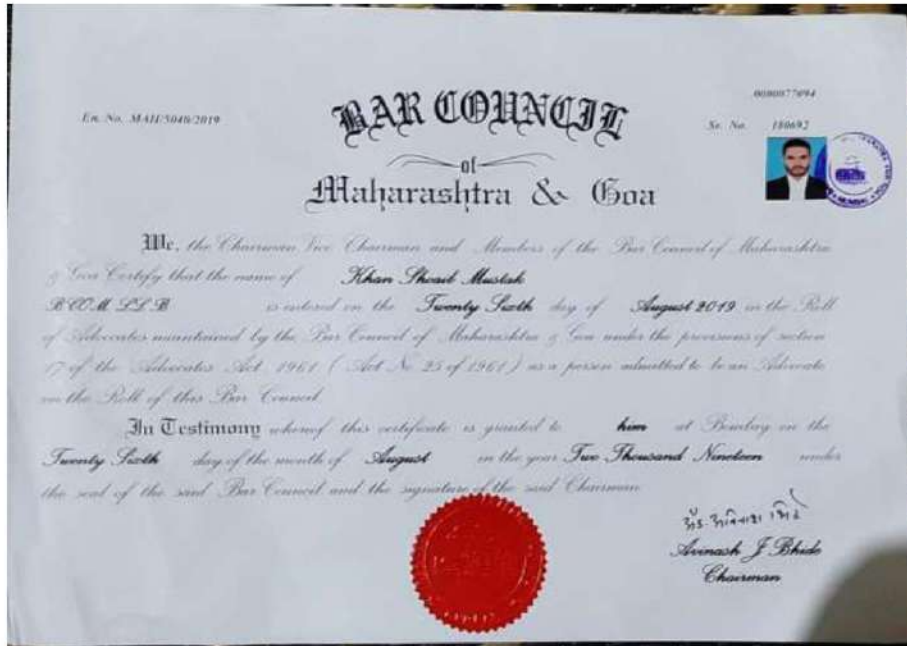 0000077094
En. No. MAH/5040/2019
Sr. No. 180692
BAR COUNCIL
of
Maharashtra & Goa
We, the Chairman Vice Chairman and Members of the Bar Council of Maharashtra
& Goa Certify that the name of Khan Shoaib Mustak
B COM LL B is entered on the Twenty Sixth day of August 2019 in the Roll
of Advocates maintained by the Bar Council of Maharashtra & Goa under the provisions of section
17 of the Advocates Act 1961 ( Act No 25 of 1961 ) as a person admitted to be an Advocate
on the Roll of this Bar Council
In Testimony whereof this certificate is granted to him at Bombay on the
Twenty Sixth day of the month of August in the year Two Thousand Nineteen under
the seal of the said Bar Council and the signature of the said Chairman
Avinash J Bhide
Chairman